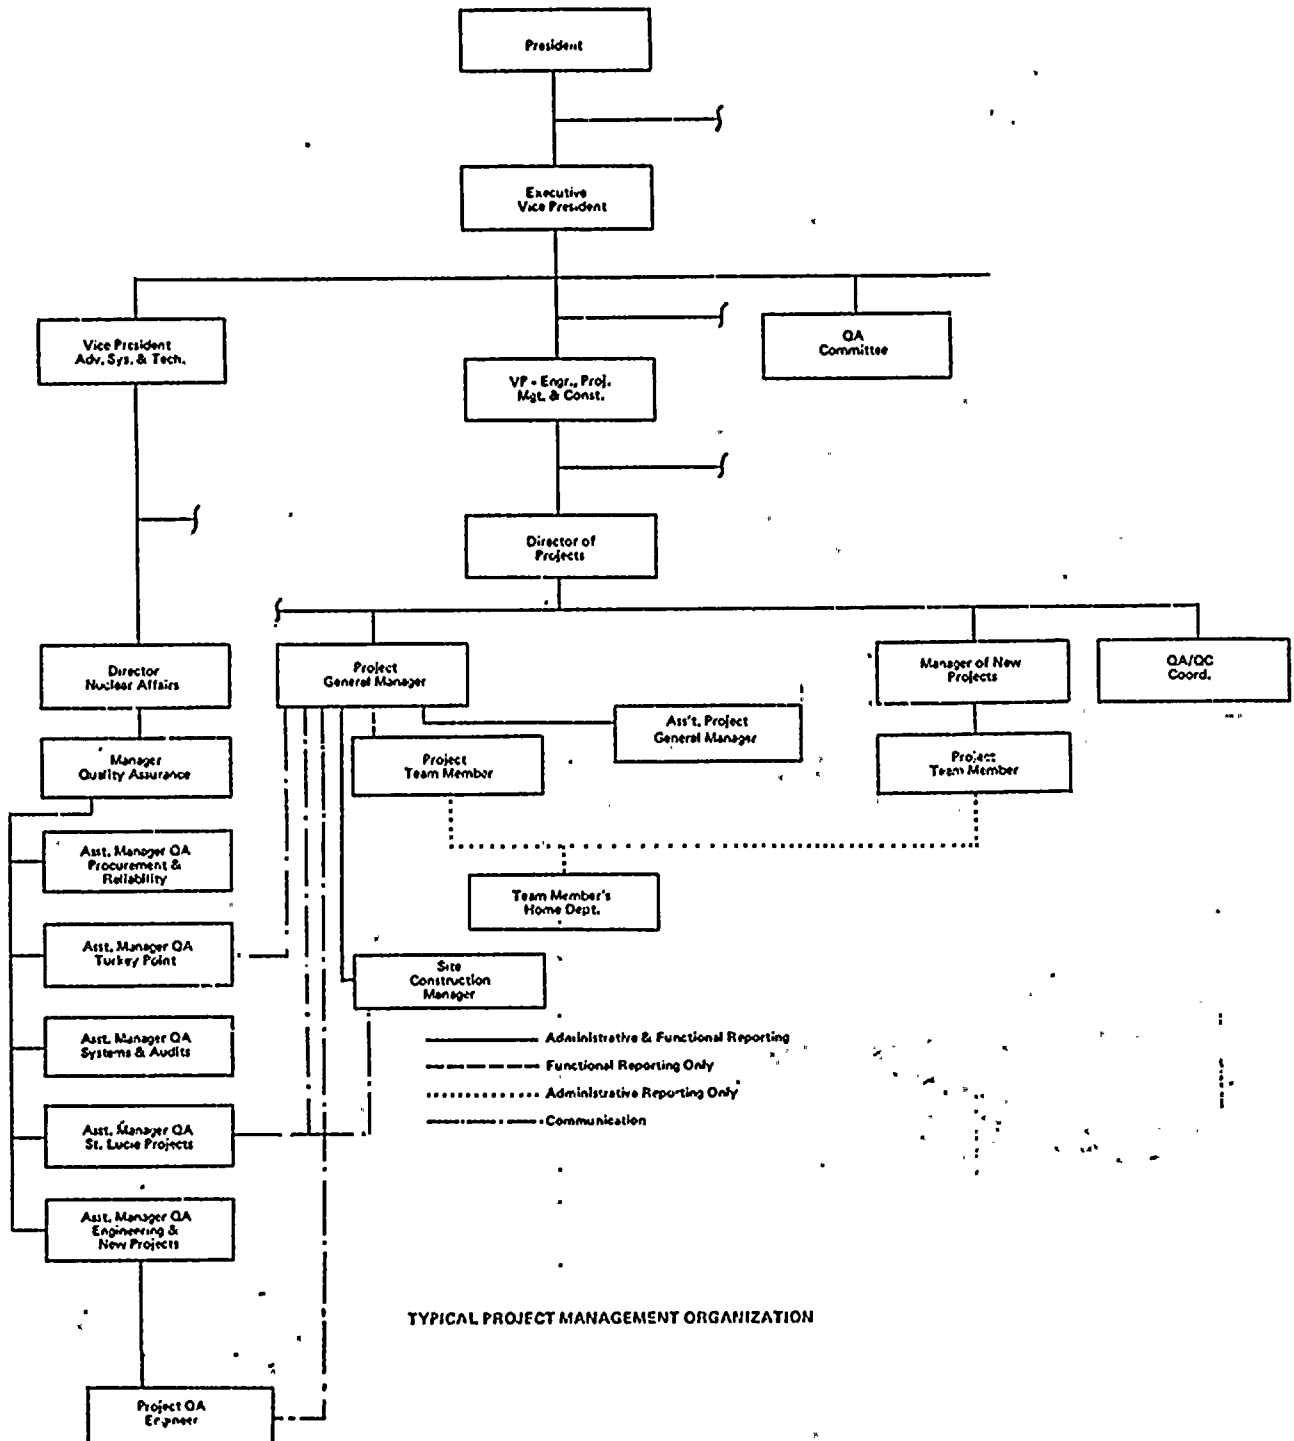 President
Executive
Vice President
Vice President
Adv. Sys. & Tech.
QA
Committee
VP - Engr., Proj.
Mgt. & Const.
Director of
Projects
Director
Nuclear Affairs
Project
General Manager
Manager of New
Projects
QA/QC
Coord.
Ass't. Project
General Manager
Manager
Quality Assurance
Project
Team Member
Project
Team Member
Asst. Manager QA
Procurement &
Reliability
Team Member's
Home Dept.
Asst. Manager QA
Turkey Point
Site
Construction
Manager
Asst. Manager QA
Systems & Audits
Administrative & Functional Reporting
Functional Reporting Only
Administrative Reporting Only
Communication
Asst. Manager QA
St. Lucie Projects
Asst. Manager QA
Engineering &
New Projects
TYPICAL PROJECT MANAGEMENT ORGANIZATION
Project QA
Engineer